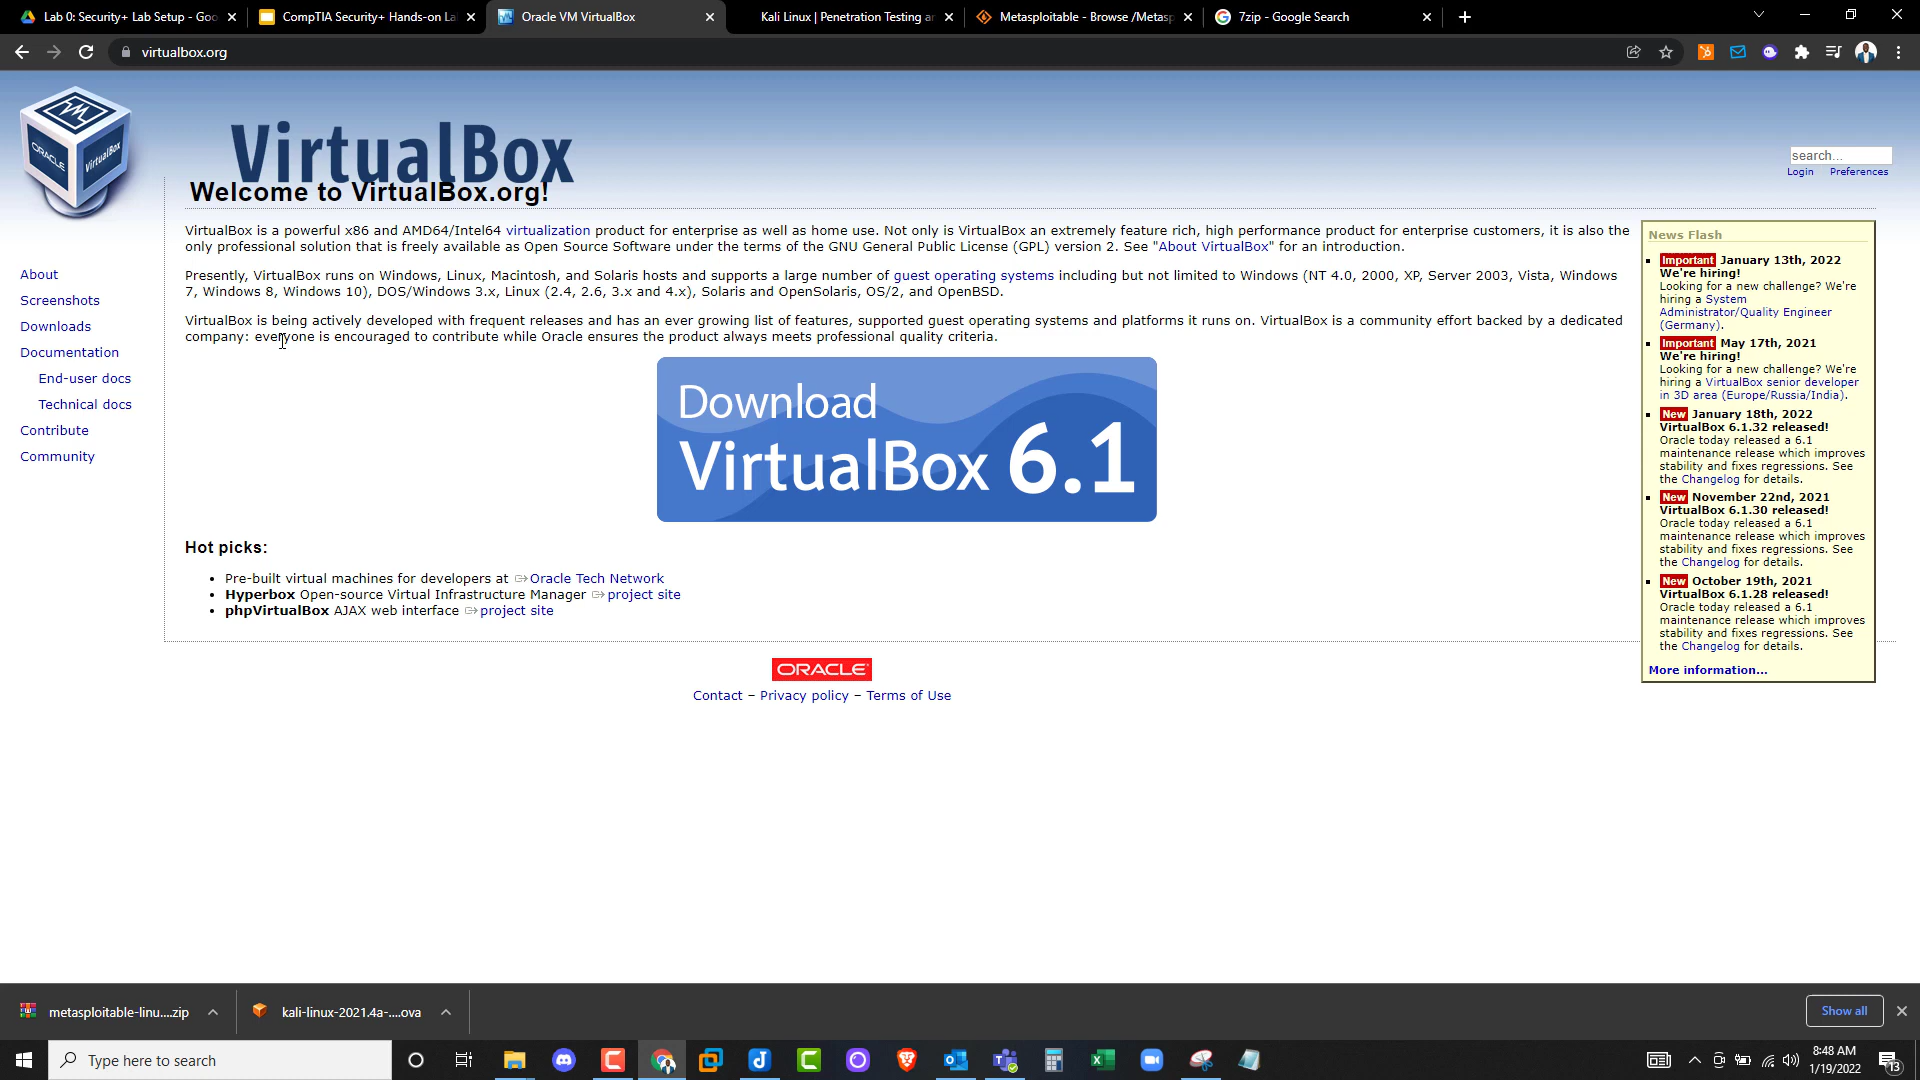 Lab 0: Security+ Lab Setup - Goo
CompTIA Security+ Hands-on La
Oracle VM VirtualBox
Kali Linux | Penetration Testing ar
Metasploitable - Browse /Metasp
7zip - Google Search
virtualbox.org
ORACLE
VirtualBox
VirtualBox
search...
Login Preferences
Welcome to VirtualBox.org!
About
Screenshots
Downloads
Documentation
End-user docs
Technical docs
Contribute
Community
VirtualBox is a powerful x86 and AMD64/Intel64 virtualization product for enterprise as well as home use. Not only is VirtualBox an extremely feature rich, high performance product for enterprise customers, it is also the
only professional solution that is freely available as Open Source Software under the terms of the GNU General Public License (GPL) version 2. See "About VirtualBox" for an introduction.
Presently, VirtualBox runs on Windows, Linux, Macintosh, and Solaris hosts and supports a large number of guest operating systems including but not limited to Windows (NT 4.0, 2000, XP, Server 2003, Vista, Windows
7, Windows 8, Windows 10), DOS/Windows 3.x, Linux (2.4, 2.6, 3.x and 4.x), Solaris and OpenSolaris, OS/2, and OpenBSD.
VirtualBox is being actively developed with frequent releases and has an ever growing list of features, supported guest operating systems and platforms it runs on. VirtualBox is a community effort backed by a dedicated
company: everyone is encouraged to contribute while Oracle ensures the product always meets professional quality criteria.
Download
VirtualBox 6.1
Hot picks:
• Pre-built virtual machines for developers at Oracle Tech Network
• Hyperbox Open-source Virtual Infrastructure Manager project site
• phpVirtualBox AJAX web interface project site
News Flash
Important January 13th, 2022
We're hiring!
Looking for a new challenge? We're
hiring a System
Administrator/Quality Engineer
(Germany).
Important May 17th, 2021
We're hiring!
Looking for a new challenge? We're
hiring a VirtualBox senior developer
in 3D area (Europe/Russia/India).
New January 18th, 2022
VirtualBox 6.1.32 released!
Oracle today released a 6.1
maintenance release which improves
stability and fixes regressions. See
the Changelog for details.
New November 22nd, 2021
VirtualBox 6.1.30 released!
Oracle today released a 6.1
maintenance release which improves
stability and fixes regressions. See
the Changelog for details.
New October 19th, 2021
VirtualBox 6.1.28 released!
Oracle today released a 6.1
maintenance release which improves
stability and fixes regressions. See
the Changelog for details.
More information...
ORACLE
Contact – Privacy policy – Terms of Use
metasploitable-linu....zip
kali-linux-2021.4a-....ova
Show all
Type here to search
8:48 AM
1/19/2022
13